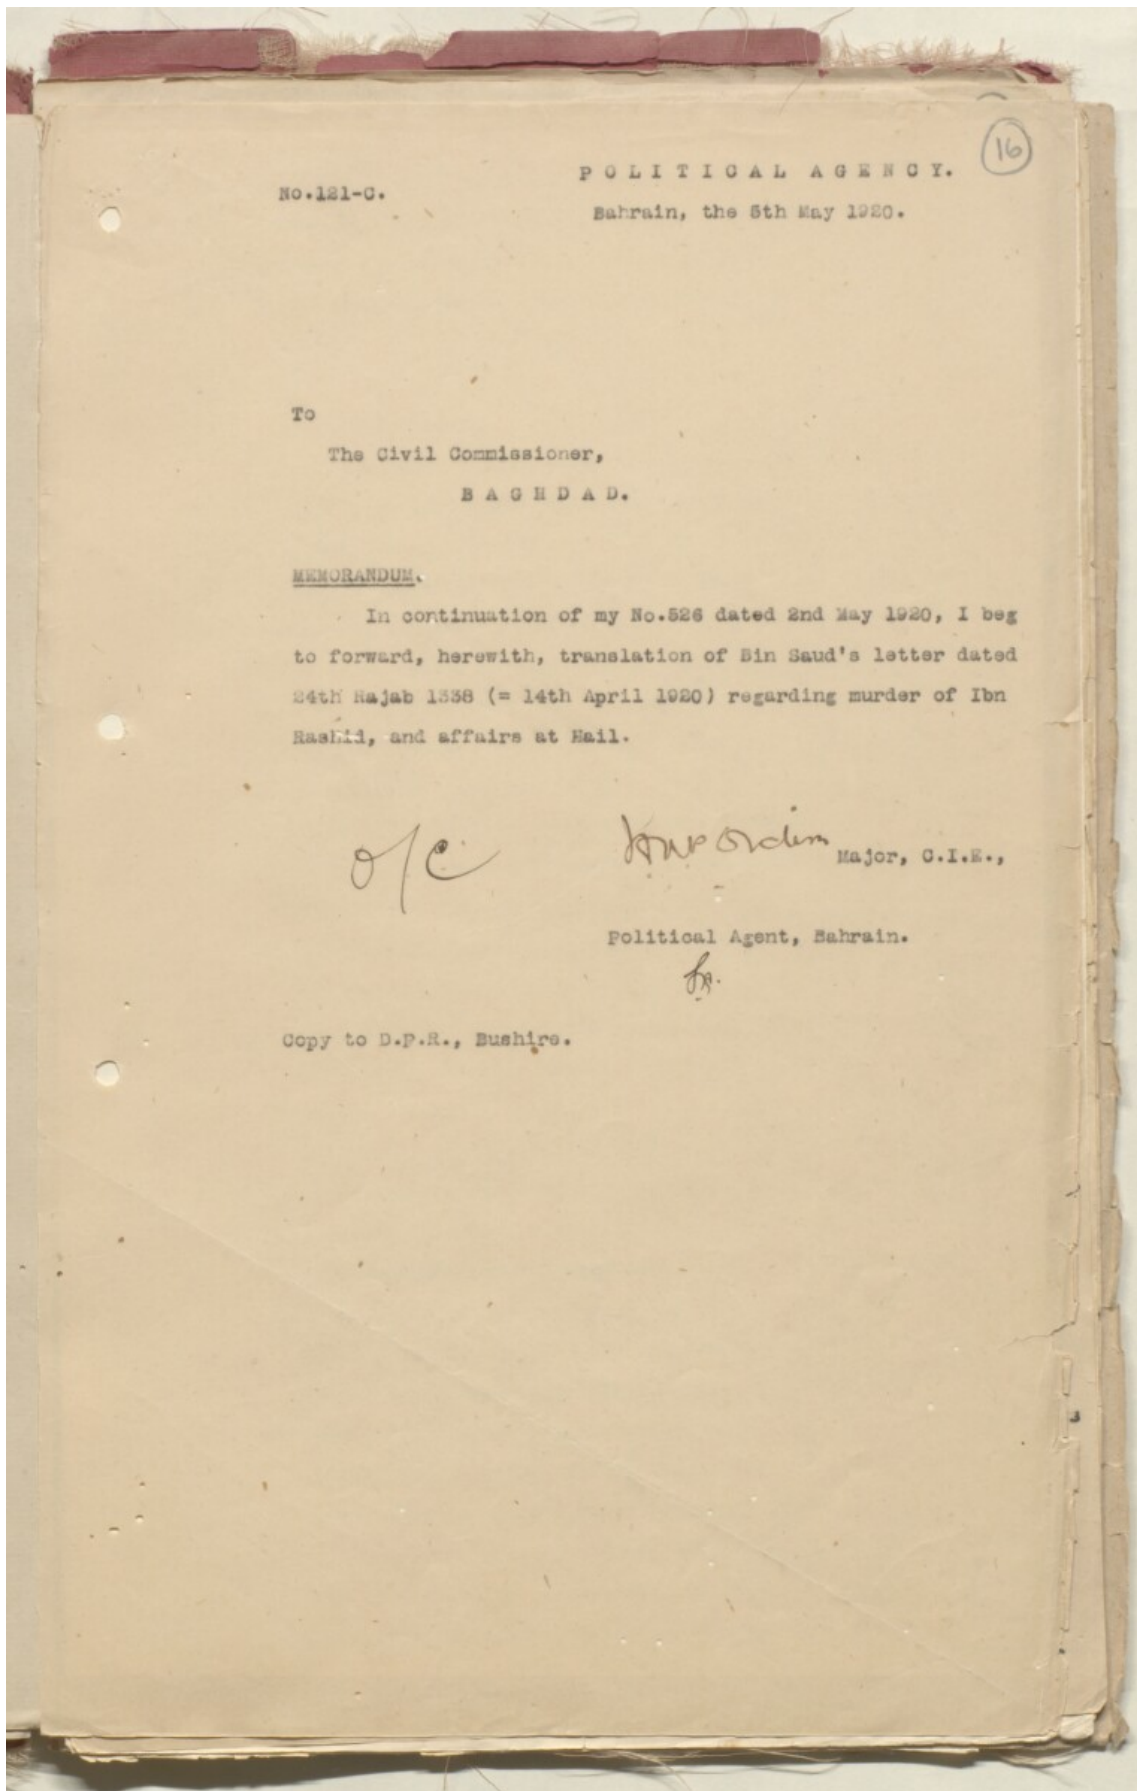 16
POLITICAL AGENCY.
No.121-C.
Bahrain, the 5th May 1920.
To
The Civil Commissioner,
BAGHDAD.
MEMORANDUM.
In continuation of my No.526 dated 2nd May 1920, I beg
to forward, herewith, translation of Bin Saud's letter dated
24th Rajab 1338 (= 14th April 1920) regarding murder of Ibn
Rashid, and affairs at Hail.
O/C
Major, C.I.E.,
Political Agent, Bahrain.
Copy to D.P.R., Bushire.